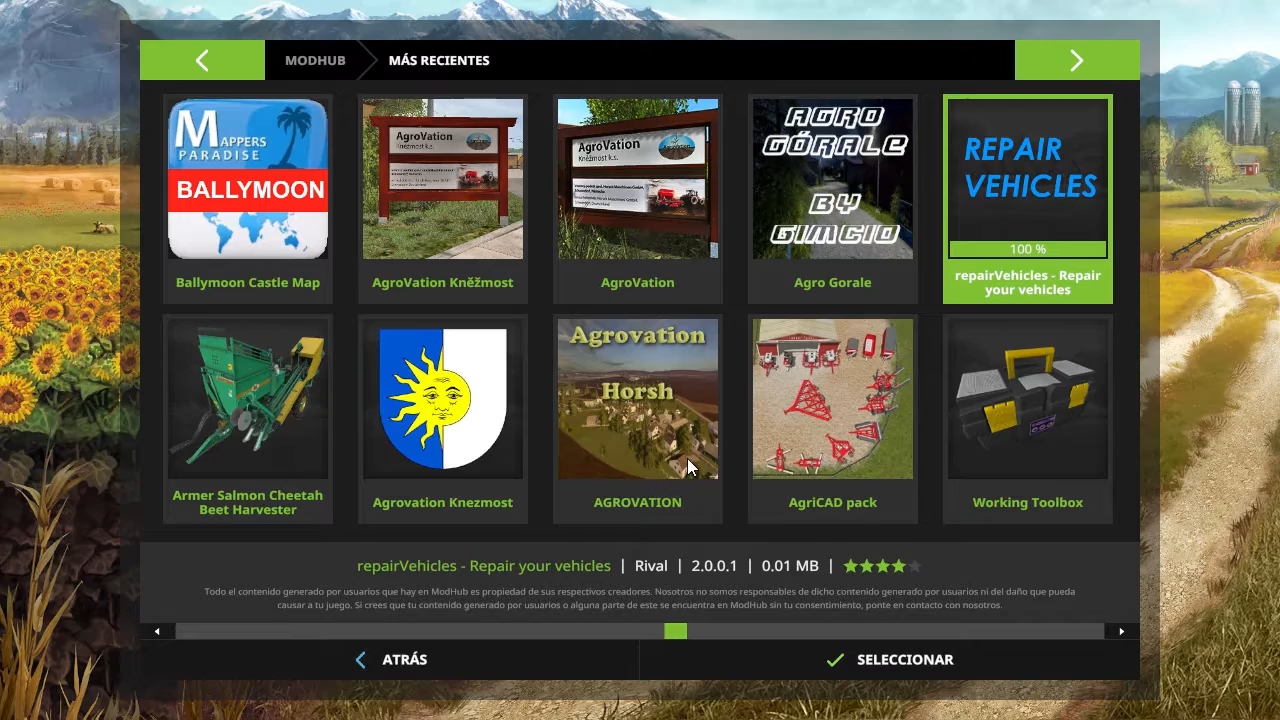 MODHUB
MÁS RECIENTES
MAPPERS
PARADISE
BALLYMOON
Ballymoon Castle Map
AgroVation
Kněžmost k.s.
AgroVation Kněžmost
AgroVation
Kněžmost k.s.
AgroVation
AGRO
GÓRALE
BY
GIMCIO
Agro Gorale
REPAIR
VEHICLES
100 %
repairVehicles - Repair
your vehicles
Armer Salmon Cheetah
Beet Harvester
Agrovation Knezmost
Agrovation
Horsh
AGROVATION
AgriCAD pack
Working Toolbox
repairVehicles - Repair your vehicles | Rival | 2.0.0.1 | 0.01 MB |
Todo el contenido generado por usuarios que hay en ModHub es propiedad de sus respectivos creadores. Nosotros no somos responsables de dicho contenido generado por usuarios ni del daño que pueda
causar a tu juego. Si crees que tu contenido generado por usuarios o alguna parte de este se encuentra en ModHub sin tu consentimiento, ponte en contacto con nosotros.
ATRÁS
SELECCIONAR